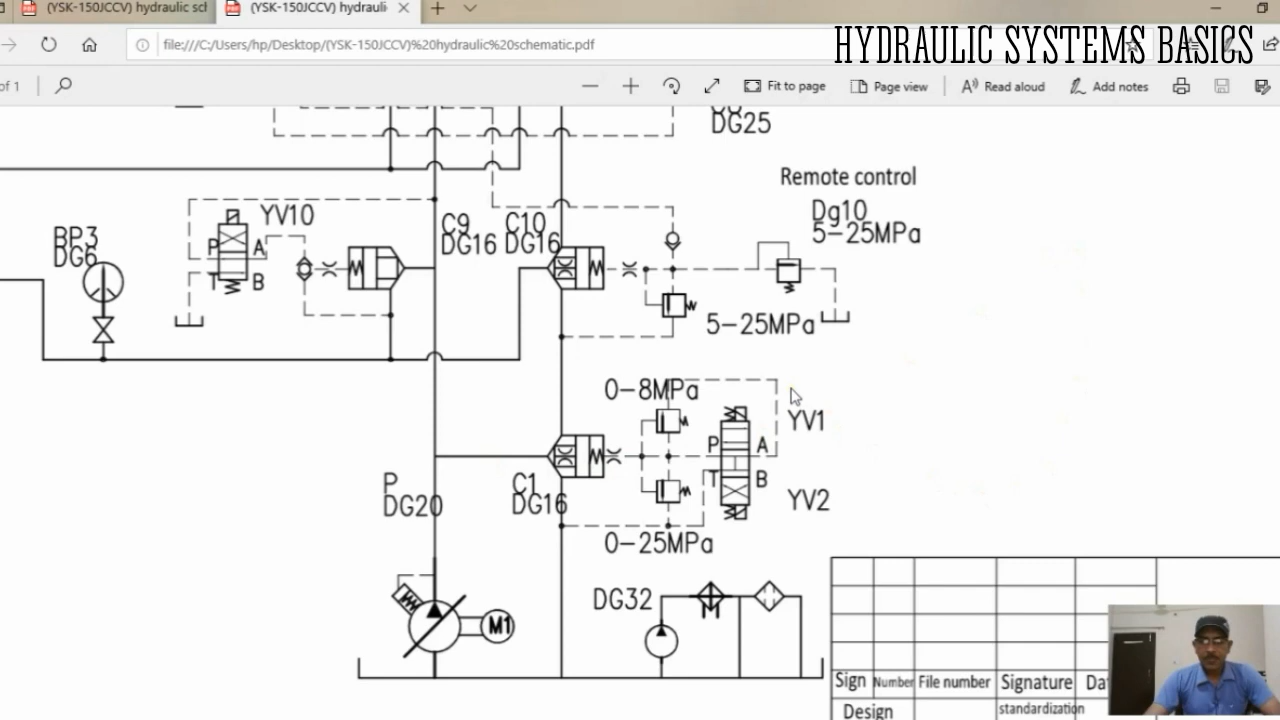 (YSK-150JCCV) hydraulic scl
(YSK-150JCCV) hydrauli
HYDRAULIC SYSTEMS BASICS
file:///C:/Users/hp/Desktop/(YSK-150JCCV)%20hydraulic%20schematic.pdf
of 1
Fit to page
Page view
Read aloud
Add notes
DG25
Remote control
Dg10
5-25MPa
YV10
P A
T B
BP3
DG6
C9
DG16
C10
DG16
5-25MPa
0-8MPa
YV1
P A
T B
YV2
C1
DG16
0-25MPa
P
DG20
M1
DG32
Sign Number File number Signature Da
Design standardization